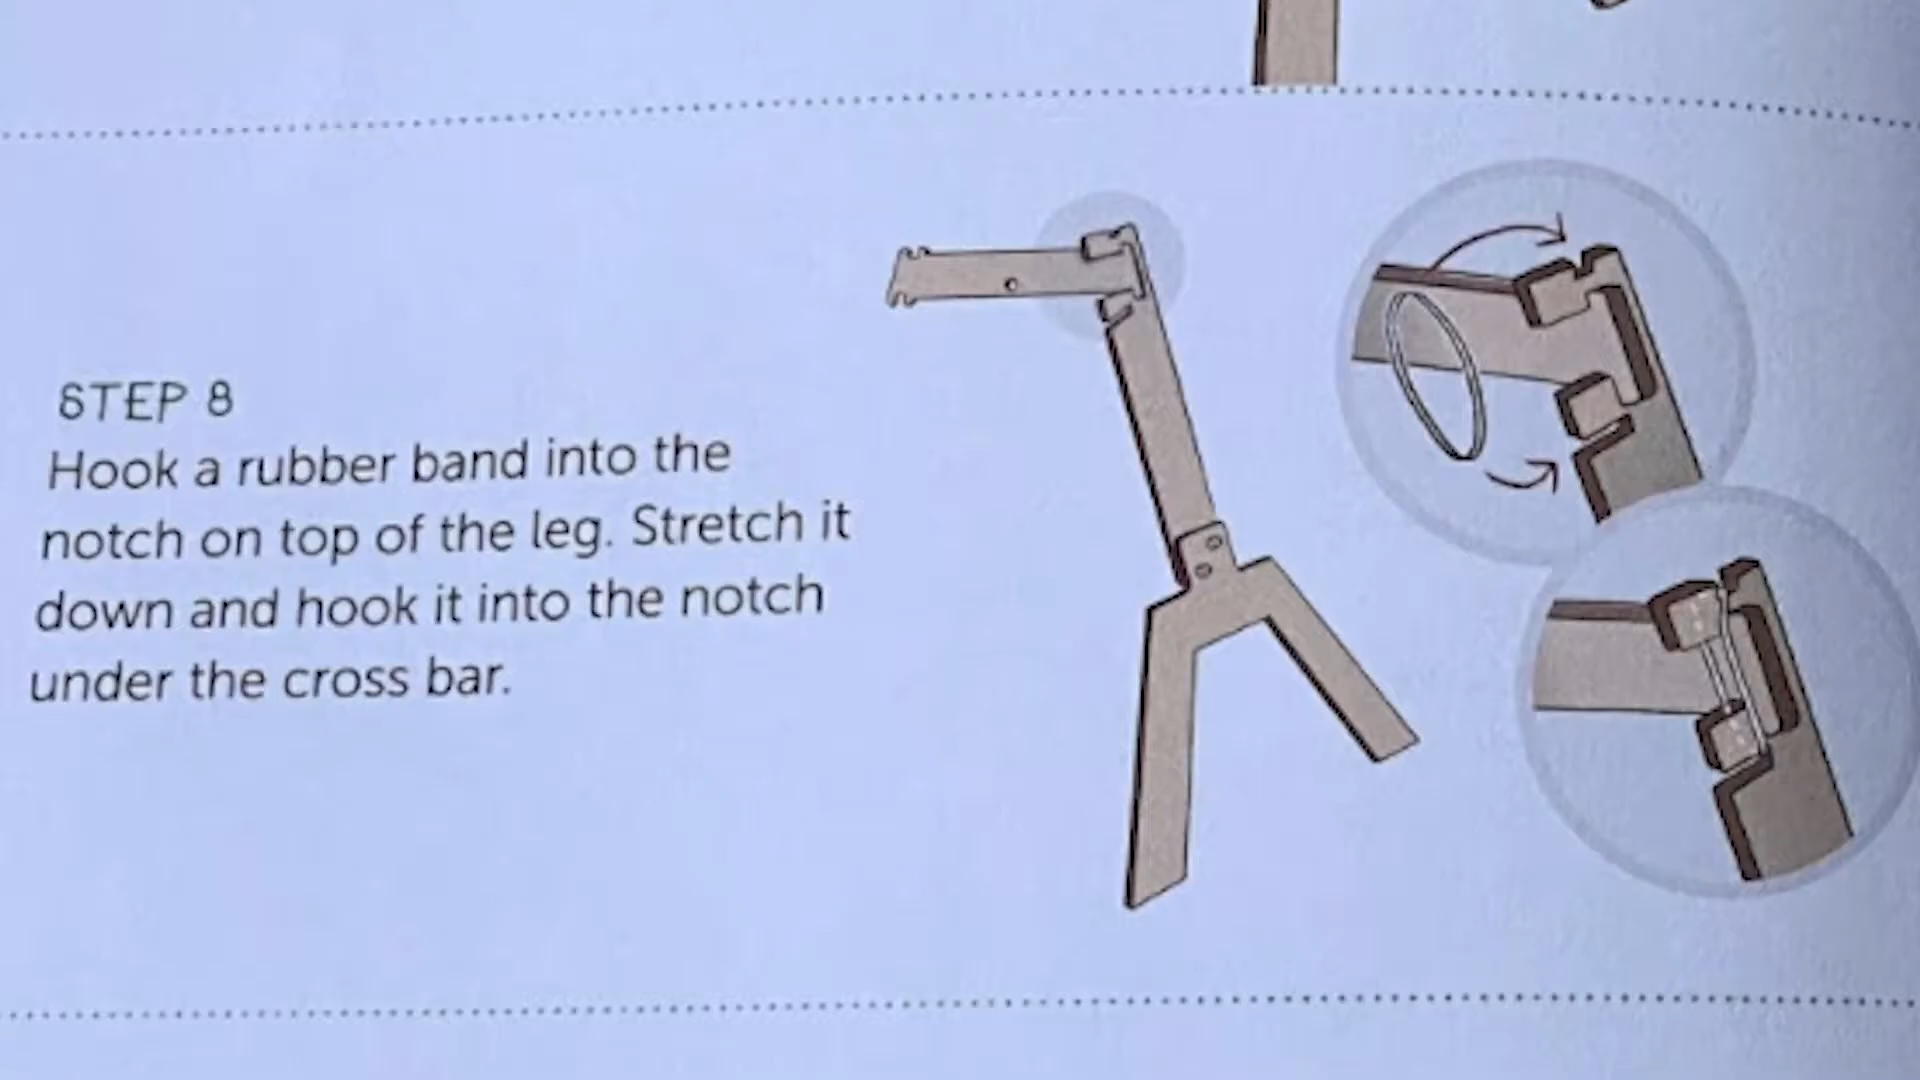 STEP 8
Hook a rubber band into the
notch on top of the leg. Stretch it
down and hook it into the notch
under the cross bar.